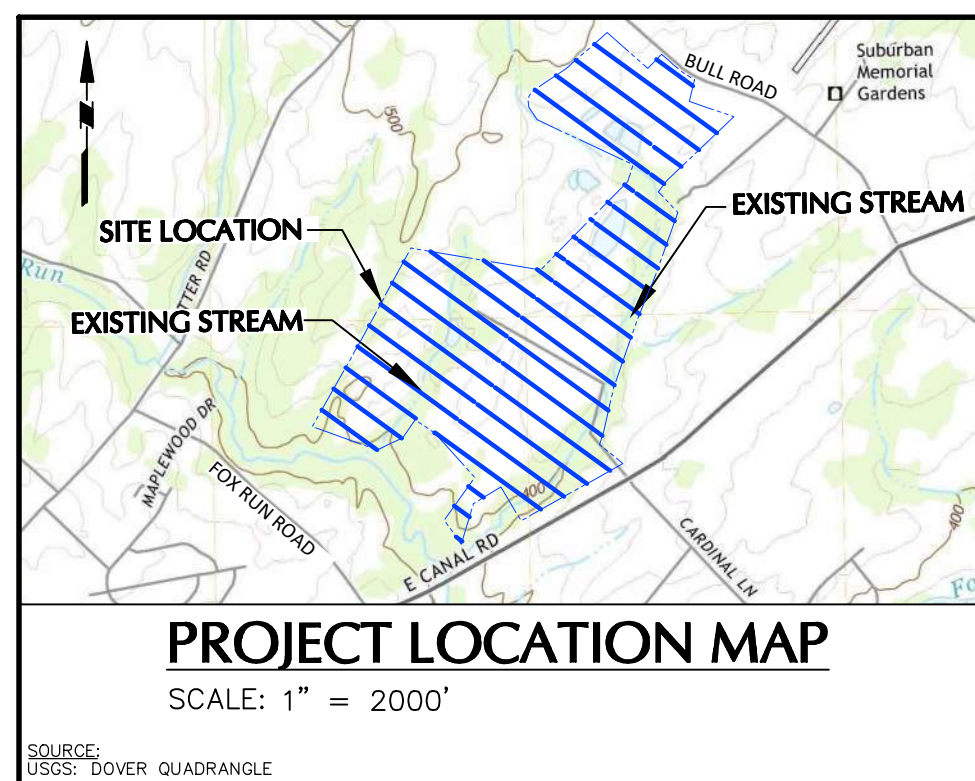 Suburban
Memorial
Gardens
BULL ROAD
(500)
N
EXISTING STREAM
SITE LOCATION
Run
TTER RD
EXISTING STREAM
MAPLEWOOD DR
FOX RUN ROAD
400
E CANAL RD
CARDINAL LN
400
Fo
PROJECT LOCATION MAP
SCALE: 1" = 2000'
SOURCE:
USGS: DOVER QUADRANGLE